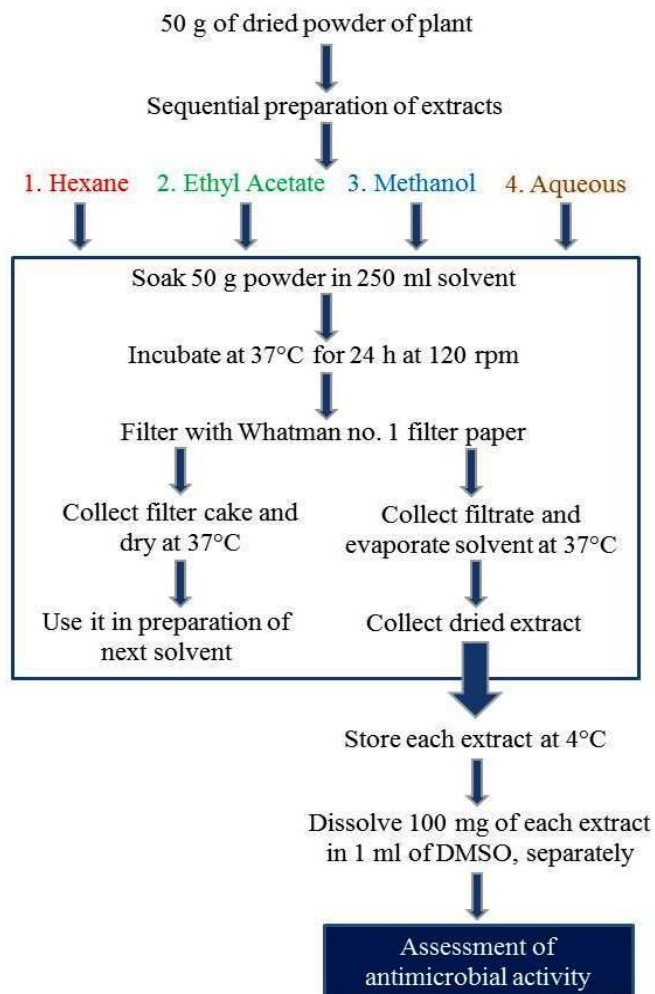 50 g of dried powder of plant
Sequential preparation of extracts
1. Hexane 2. Ethyl Acetate 3. Methanol 4. Aqueous
Soak 50 g powder in 250 ml solvent
Incubate at 37°C for 24 h at 120 rpm
Filter with Whatman no. 1 filter paper
Collect filter cake and
dry at 37°C
Use it in preparation of
next solvent
Collect filtrate and
evaporate solvent at 37°C
Collect dried extract
Store each extract at 4°C
Dissolve 100 mg of each extract
in 1 ml of DMSO, separately
Assessment of
antimicrobial activity